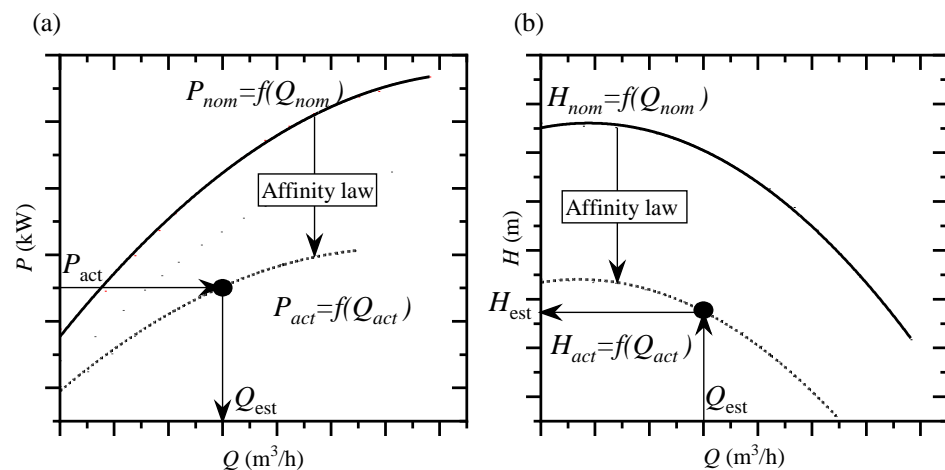 (a)
P_nom=f(Q_nom)
Affinity law
P (kW)
P_act
P_act=f(Q_act)
Q_est
Q (m³/h)
(b)
H_nom=f(Q_nom)
Affinity law
H (m)
H_est
H_act=f(Q_act)
Q_est
Q (m³/h)